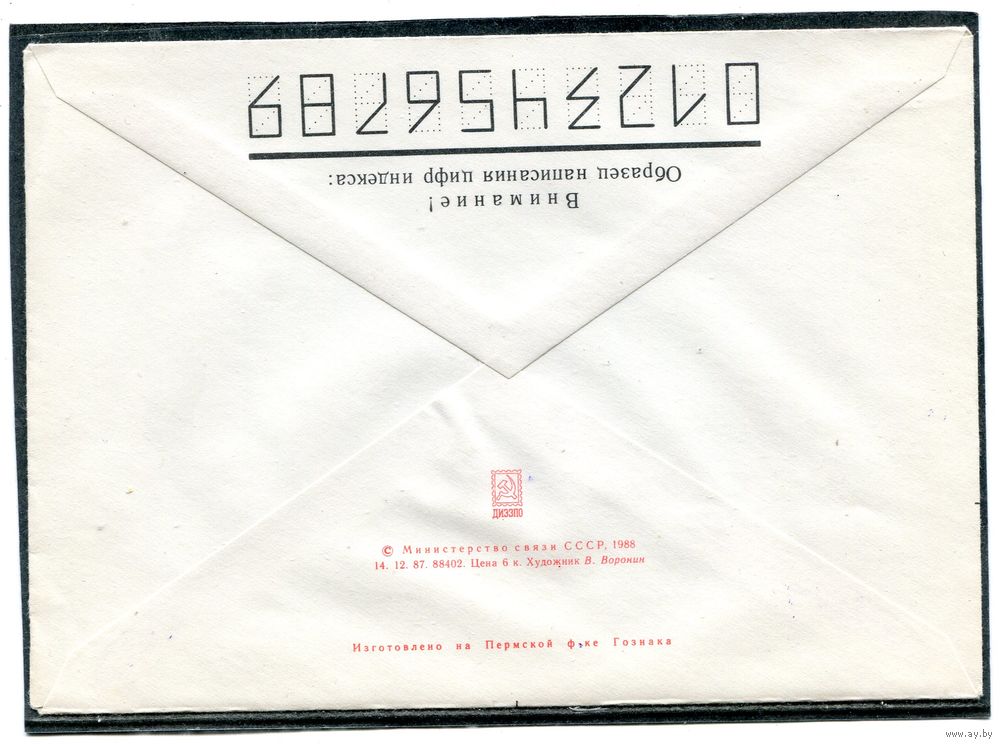 Внимание!
Образец написания цифр индекса:
0123456789
ДИЭЗПО
© Министерство связи СССР, 1988
14. 12. 87. 88402. Цена 6 к. Художник В. Воронин
Изготовлено на Пермской ф-ке Гознака
www.ay.by